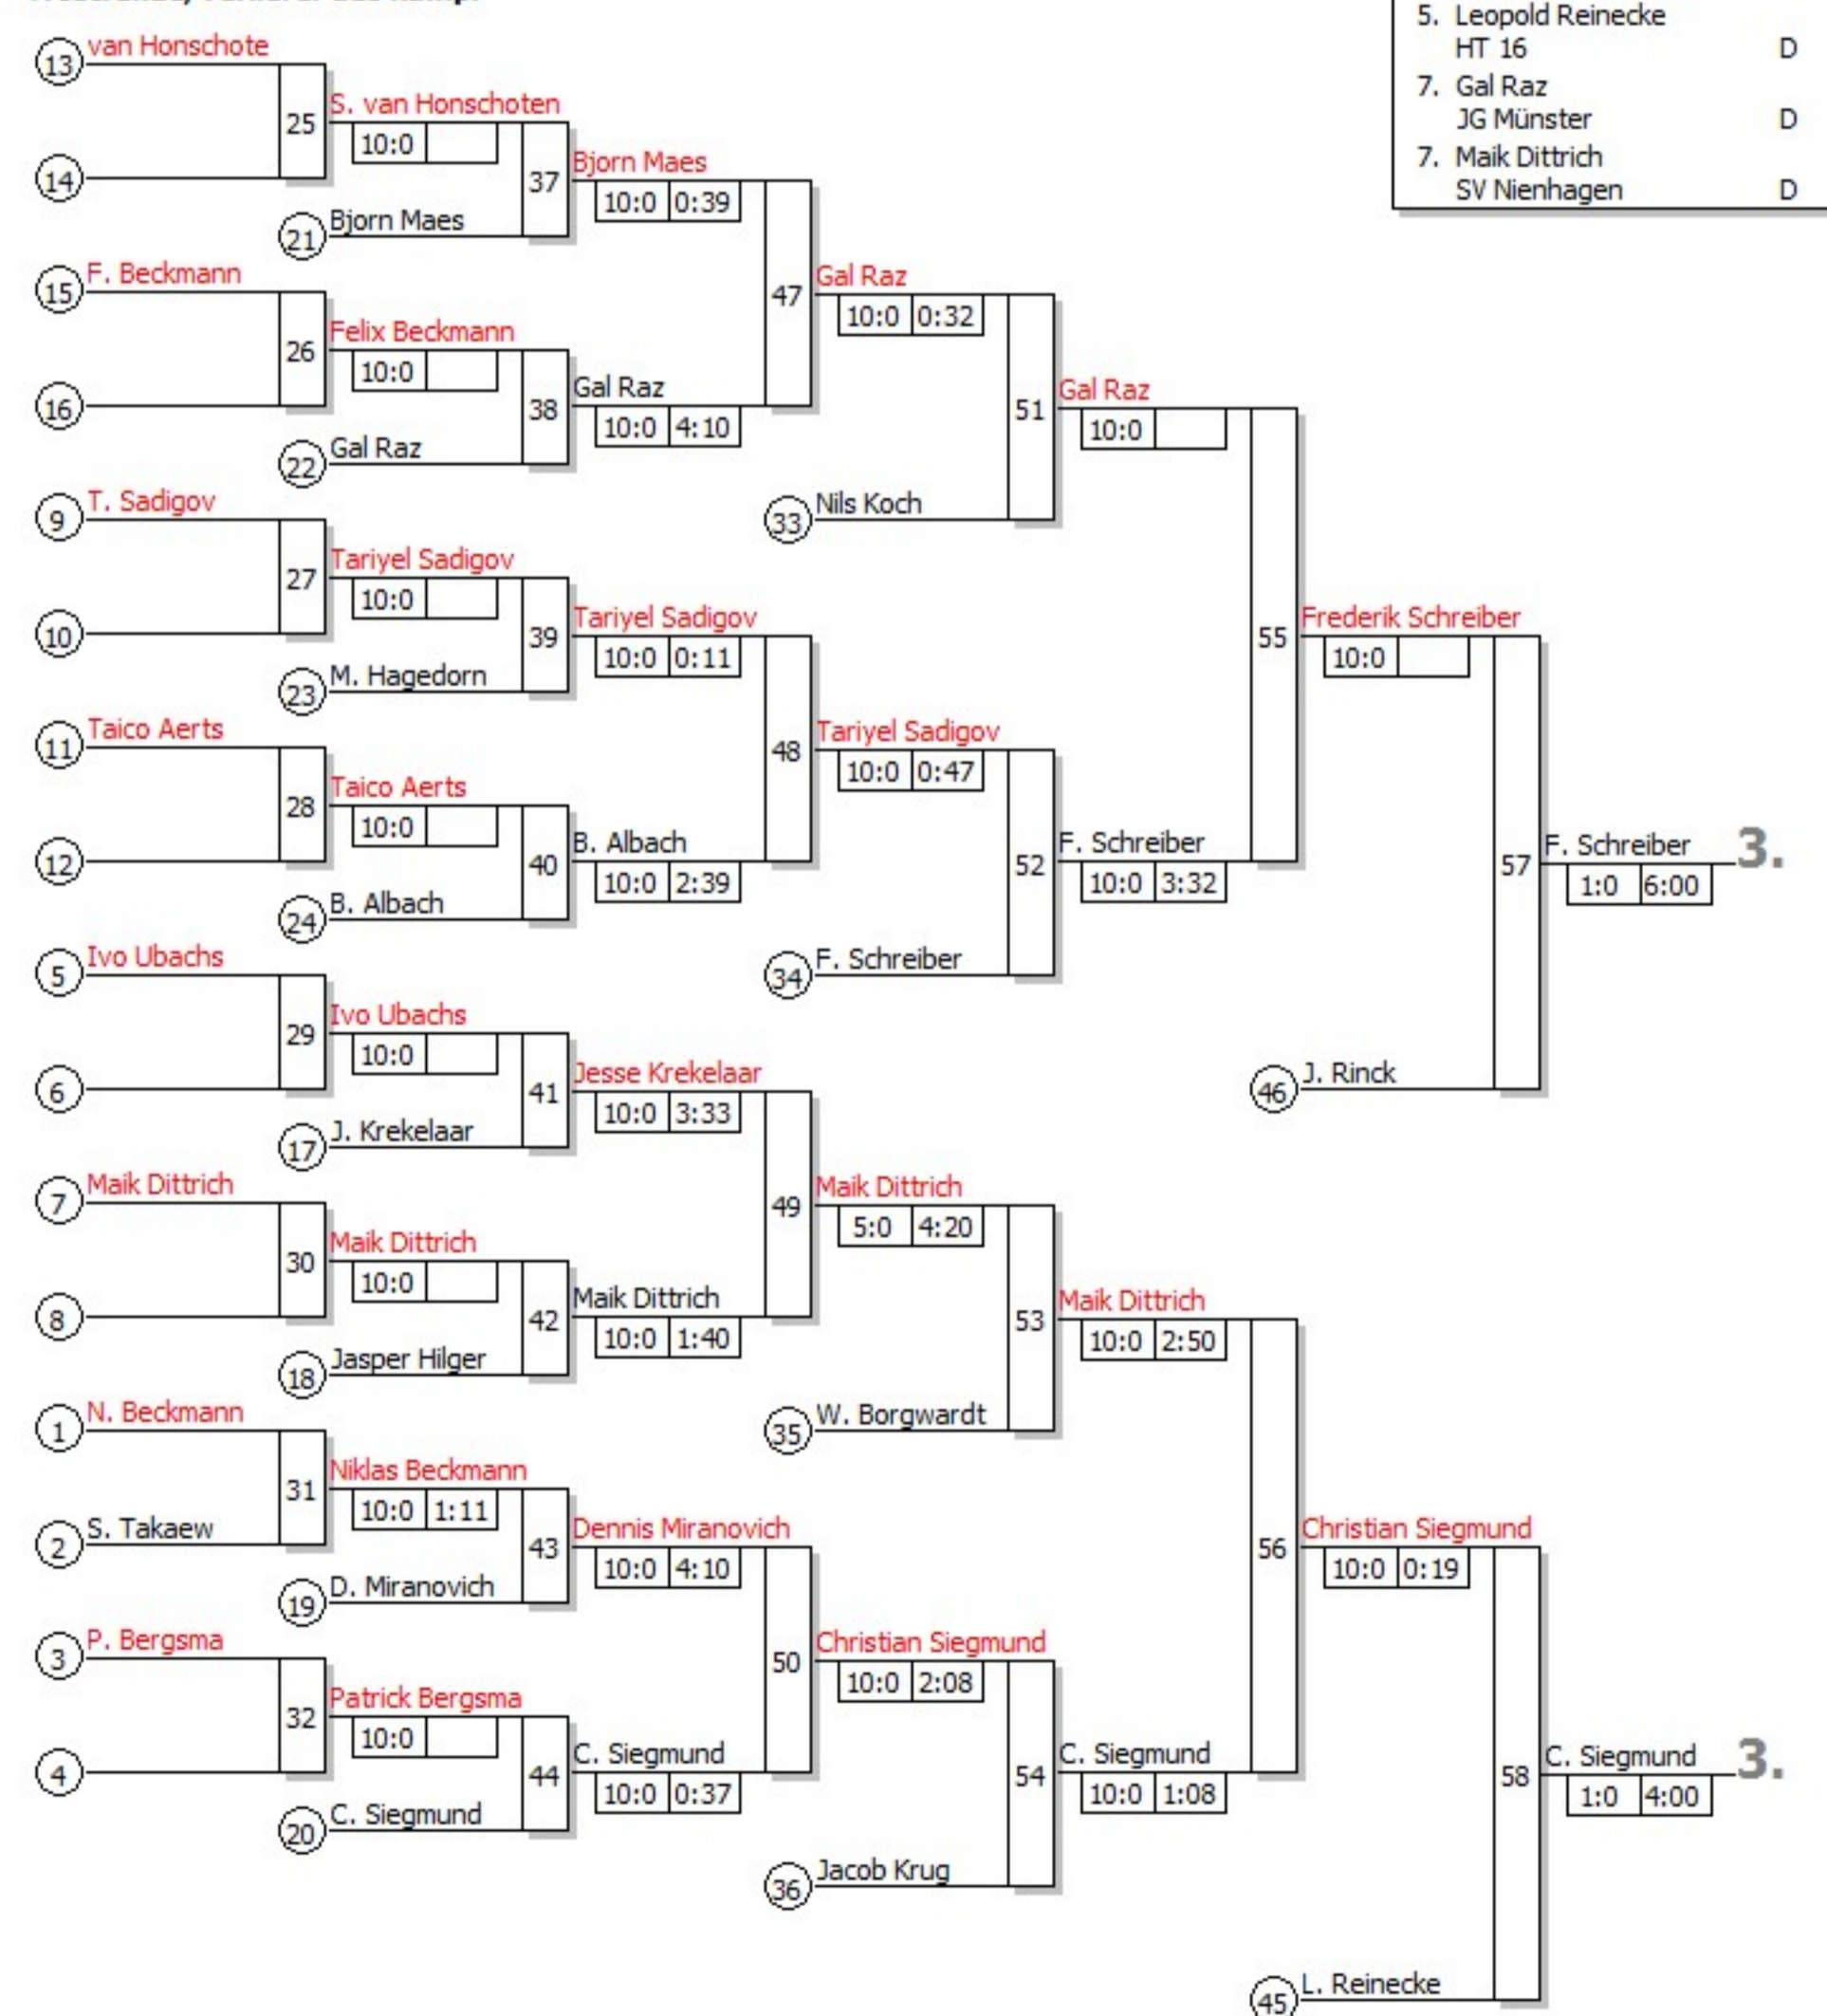 5. Leopold Reinecke
HT 16 D
7. Gal Raz
JG Münster D
7. Maik Dittrich
SV Nienhagen D
13 van Honschote
25
S. van Honschoten
10:0
14
37
Bjorn Maes
10:0 0:39
21 Bjorn Maes
15 F. Beckmann
47
Gal Raz
10:0 0:32
26
Felix Beckmann
10:0
16
38
Gal Raz
10:0 4:10
51
Gal Raz
10:0
22 Gal Raz
9 T. Sadigov
33 Nils Koch
27
Tariyel Sadigov
10:0
10
39
Tariyel Sadigov
10:0 0:11
55
Frederik Schreiber
10:0
23 M. Hagedorn
11 Taico Aerts
48
Tariyel Sadigov
10:0 0:47
28
Taico Aerts
10:0
12
40
B. Albach
10:0 2:39
52
F. Schreiber
10:0 3:32
57
F. Schreiber
3.
1:0 6:00
24 B. Albach
5 Ivo Ubachs
34 F. Schreiber
29
Ivo Ubachs
10:0
6
41
Jesse Krekelaar
10:0 3:33
46 J. Rinck
17 J. Krekelaar
7 Maik Dittrich
49
Maik Dittrich
5:0 4:20
30
Maik Dittrich
10:0
8
42
Maik Dittrich
10:0 1:40
53
Maik Dittrich
10:0 2:50
18 Jasper Hilger
1 N. Beckmann
35 W. Borgwardt
31
Niklas Beckmann
10:0 1:11
2 S. Takaew
43
Dennis Miranovich
10:0 4:10
56
Christian Siegmund
10:0 0:19
19 D. Miranovich
3 P. Bergsma
50
Christian Siegmund
10:0 2:08
32
Patrick Bergsma
10:0
4
44
C. Siegmund
10:0 0:37
54
C. Siegmund
10:0 1:08
58
C. Siegmund
3.
1:0 4:00
20 C. Siegmund
36 Jacob Krug
45 L. Reinecke